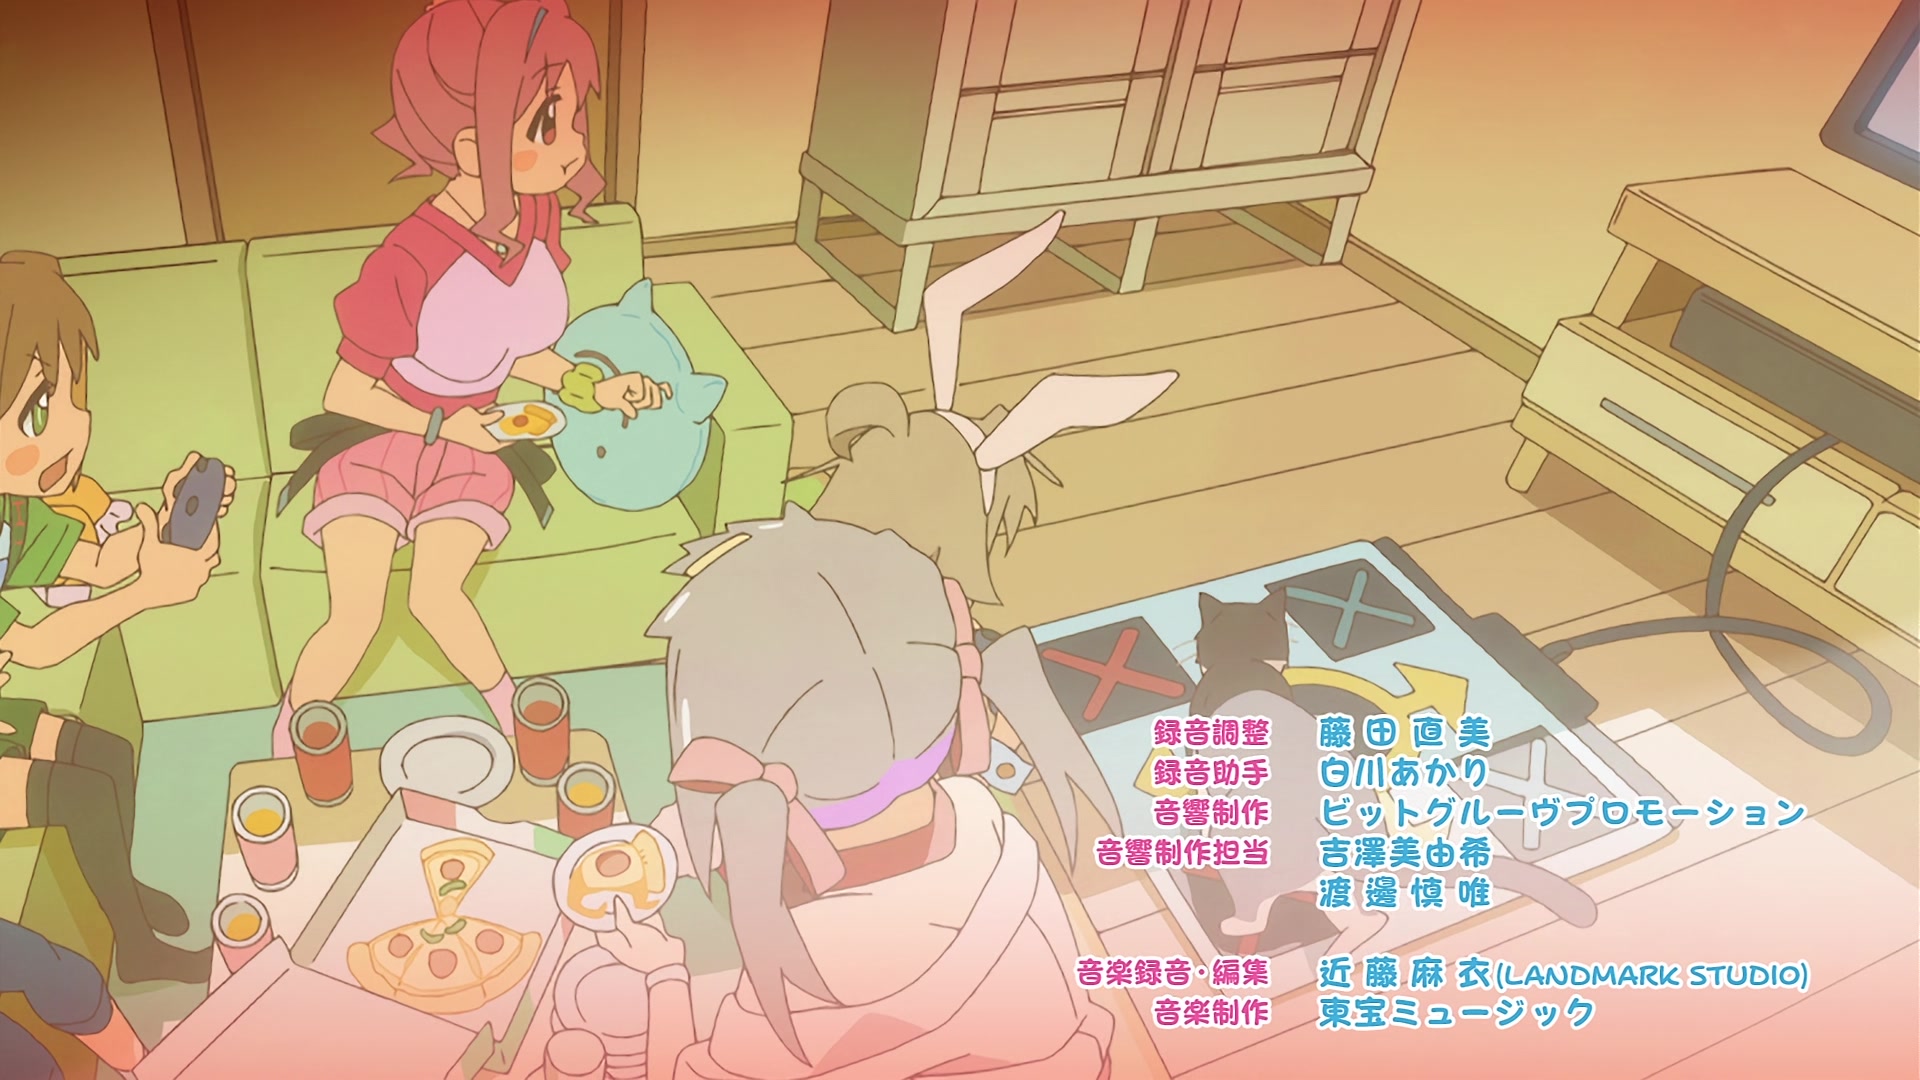 録音調整 藤田直美
録音助手 白川あかり
音響制作 ビットグルーヴプロモーション
音響制作担当 吉澤美由希
渡邊慎唯
音楽録音・編集 近藤麻衣(LANDMARK STUDIO)
音楽制作 東宝ミュージック